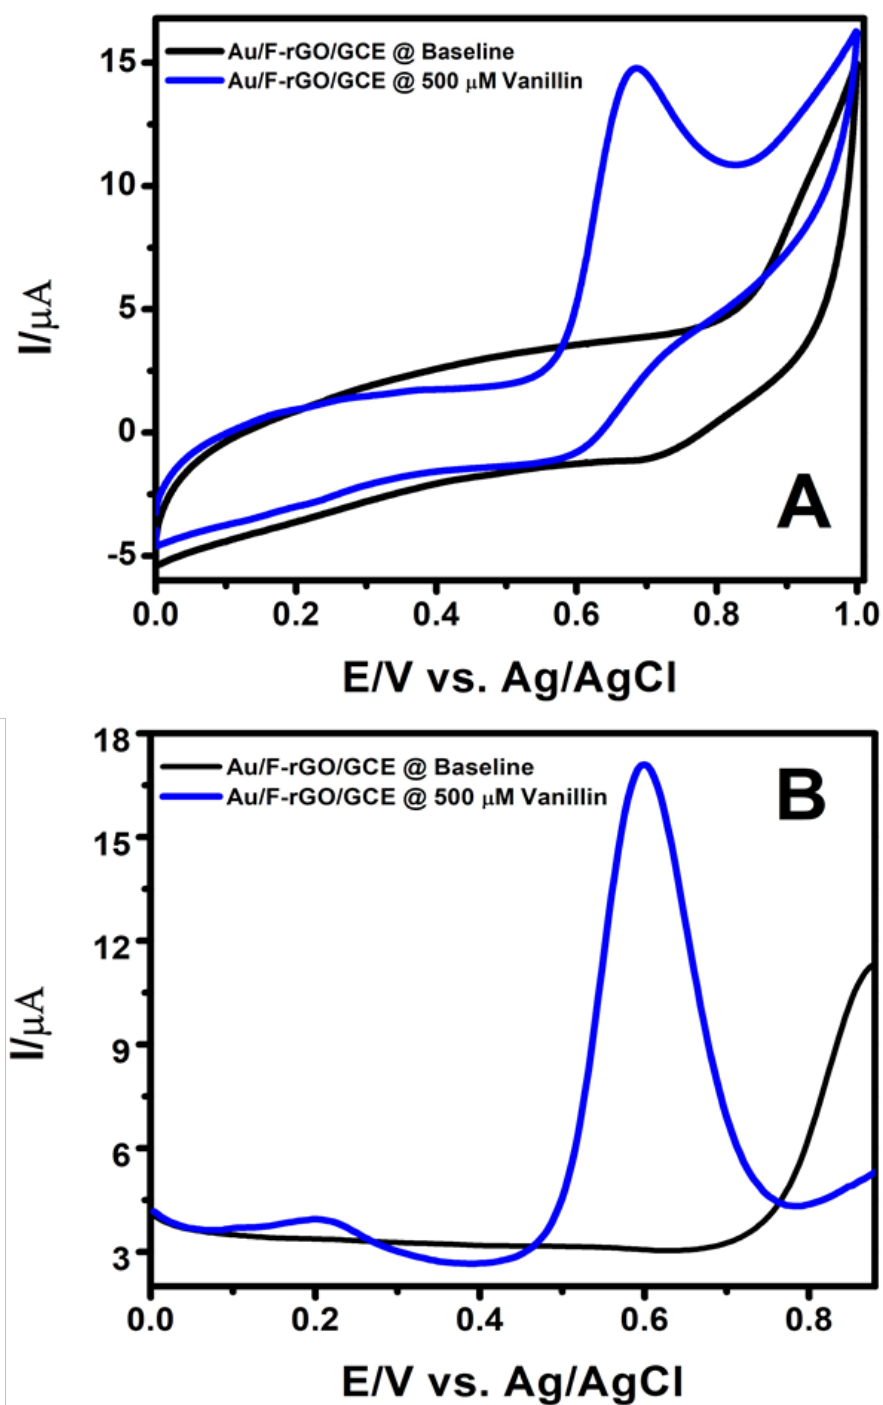 Au/F-rGO/GCE @ Baseline
Au/F-rGO/GCE @ 500 μM Vanillin
15
10
5
0
-5
I/μA
A
0.0 0.2 0.4 0.6 0.8 1.0
E/V vs. Ag/AgCl
Au/F-rGO/GCE @ Baseline
Au/F-rGO/GCE @ 500 μM Vanillin
B
18
15
12
9
6
3
I/μA
0.0 0.2 0.4 0.6 0.8
E/V vs. Ag/AgCl